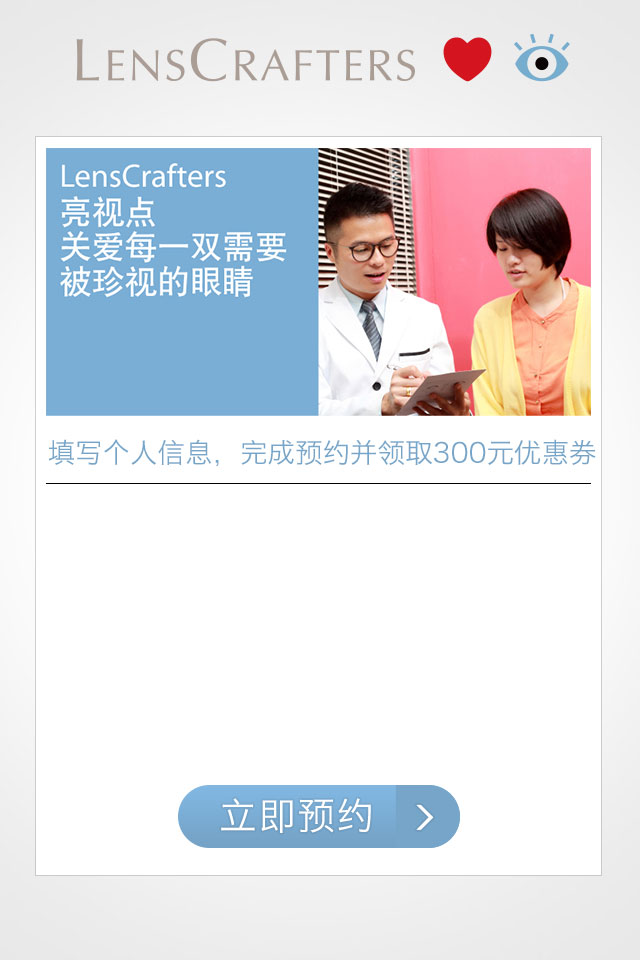 LENSCRAFTERS
LensCrafters
亮视点
关爱每一双需要
被珍视的眼睛
填写个人信息，完成预约并领取300元优惠券
立即预约